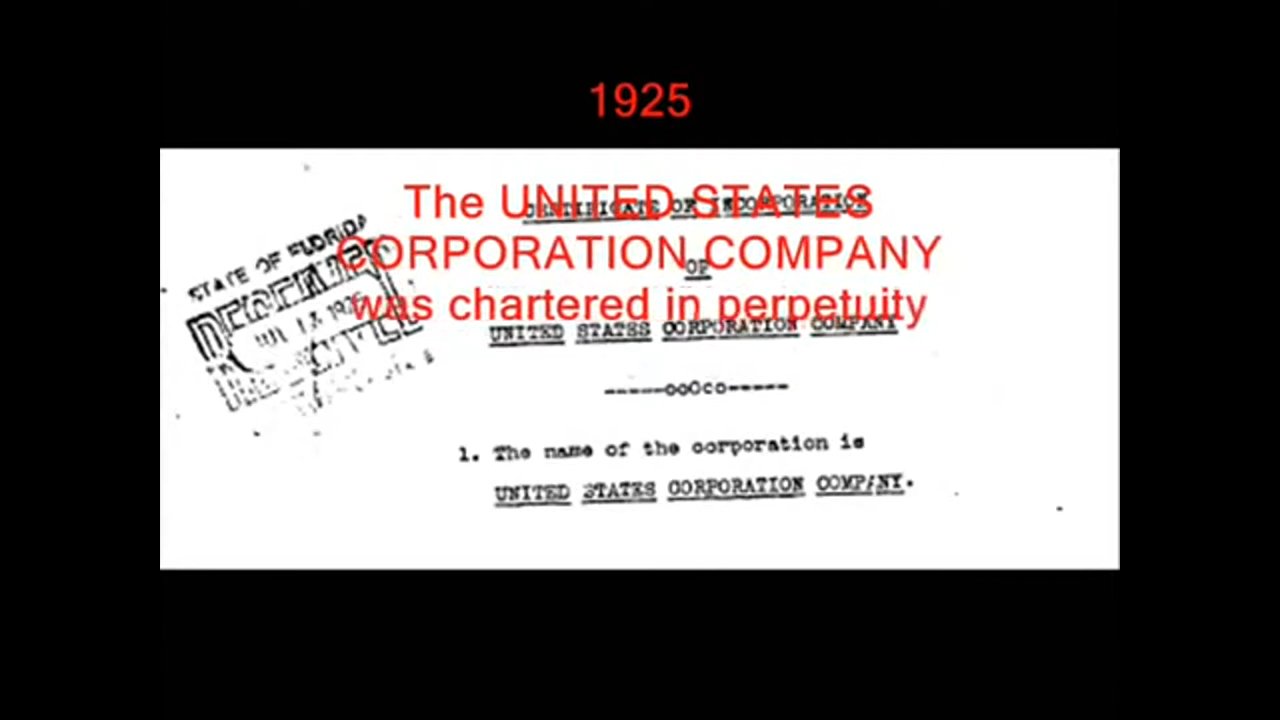 1925
The UNITED STATES
CORPORATION COMPANY
was chartered in perpetuity
CERTIFICATE OF INCORPORATION
OF
UNITED STATES CORPORATION COMPANY
STATE OF FLORIDA
-----ooOoo-----
1. The name of the corporation is
UNITED STATES CORPORATION COMPANY.